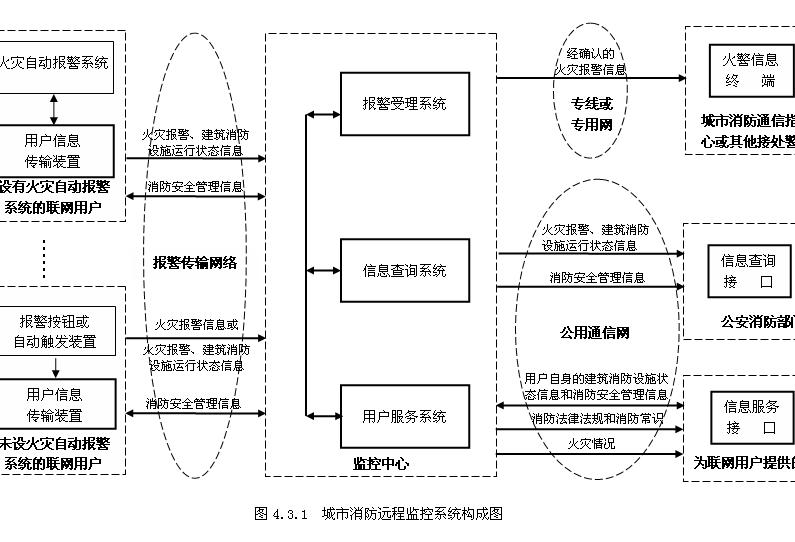 火灾自动报警系统
用户信息
传输装置
设有火灾自动报警
系统的联网用户
报警按钮或
自动触发装置
用户信息
传输装置
未设火灾自动报警
系统的联网用户
火灾报警、建筑消防
设施运行状态信息
消防安全管理信息
报警传输网络
火灾报警信息或
火灾报警、建筑消防
设施运行状态信息
消防安全管理信息
报警受理系统
信息查询系统
用户服务系统
监控中心
经确认的
火灾报警信息
专线或
专用网
火灾报警、建筑消防
设施运行状态信息
消防安全管理信息
公用通信网
用户自身的建筑消防设施状
态信息和消防安全管理信息
消防法律法规和消防常识
火灾情况
火警信息
终 端
城市消防通信指
心或其他接处警
信息查询
接 口
公安消防部门
信息服务
接 口
为联网用户提供的
图 4.3.1 城市消防远程监控系统构成图